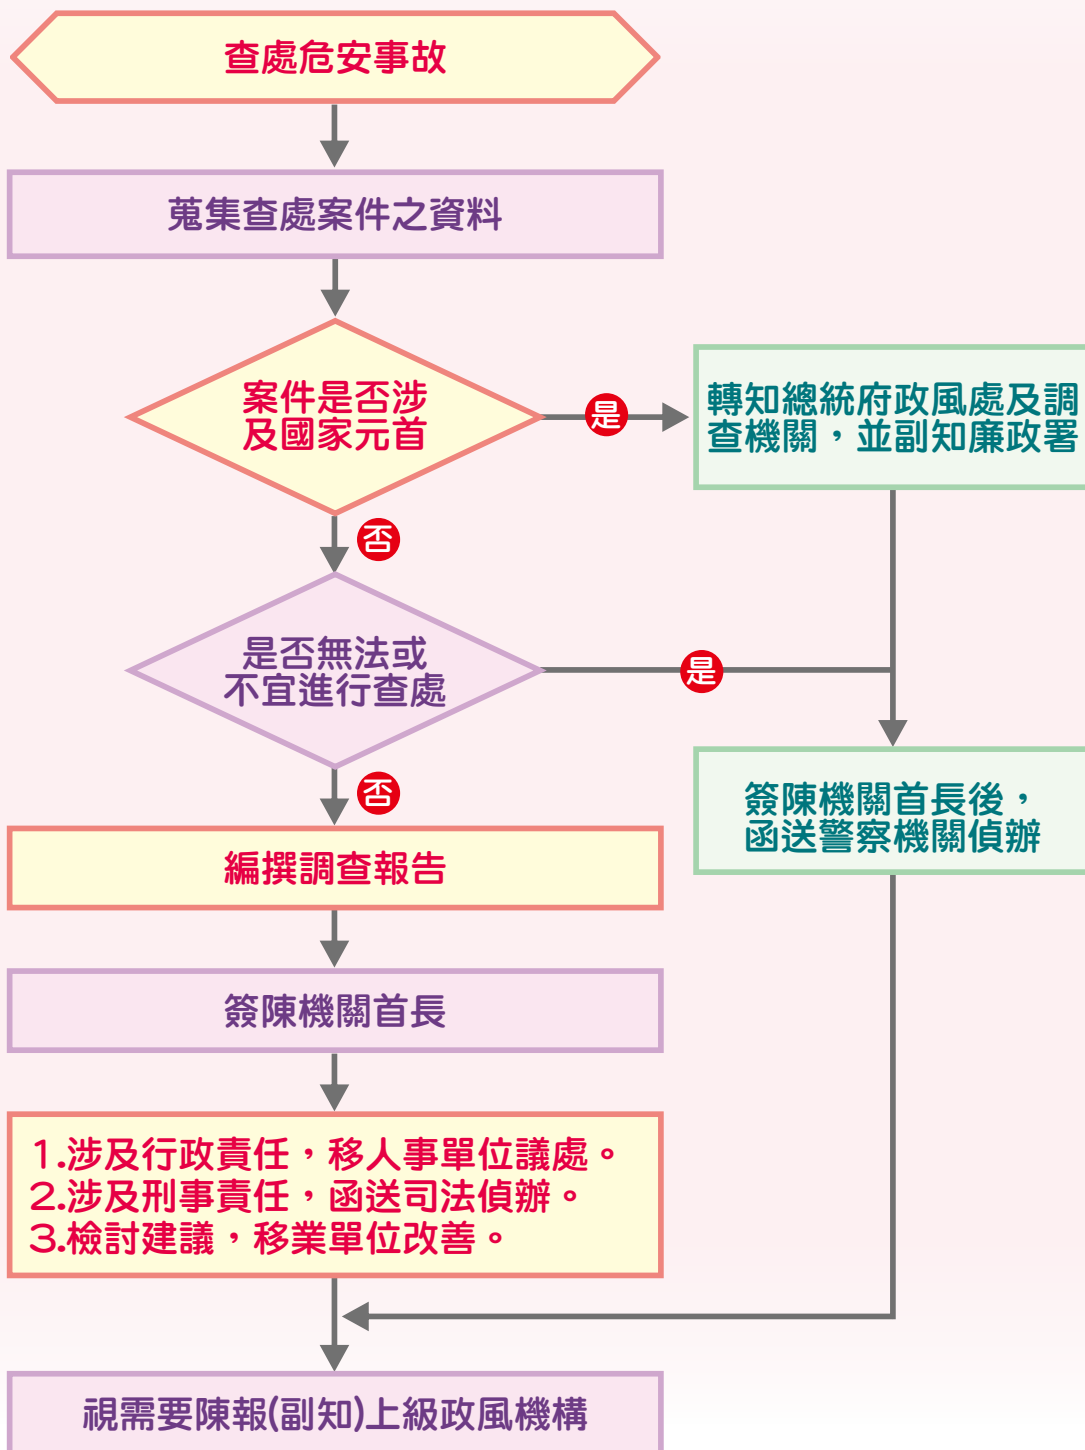 查處危安事故
蒐集查處案件之資料
案件是否涉
及國家元首
是
轉知總統府政風處及調
查機關，並副知廉政署
否
是否無法或
不宜進行查處
是
否
簽陳機關首長後，
函送警察機關偵辦
編撰調查報告
簽陳機關首長
1.涉及行政責任，移人事單位議處。
2.涉及刑事責任，函送司法偵辦。
3.檢討建議，移業單位改善。
視需要陳報(副知)上級政風機構